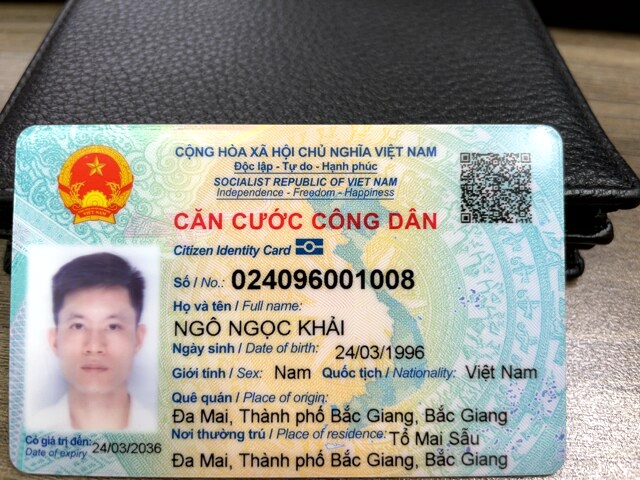 CỘNG HÒA XÃ HỘI CHỦ NGHĨA VIỆT NAM
Độc lập - Tự do - Hạnh phúc
SOCIALIST REPUBLIC OF VIET NAM
Independence - Freedom - Happiness
CĂN CƯỚC CÔNG DÂN
Citizen Identity Card
Số / No.: 024096001008
Họ và tên / Full name:
NGÔ NGỌC KHẢI
Ngày sinh / Date of birth: 24/03/1996
Giới tính / Sex: Nam Quốc tịch / Nationality: Việt Nam
Quê quán / Place of origin:
Đa Mai, Thành phố Bắc Giang, Bắc Giang
Nơi thường trú / Place of residence: Tổ Mai Sẫu
Đa Mai, Thành phố Bắc Giang, Bắc Giang
Có giá trị đến: 24/03/2036
Date of expiry
VIỆT NAM